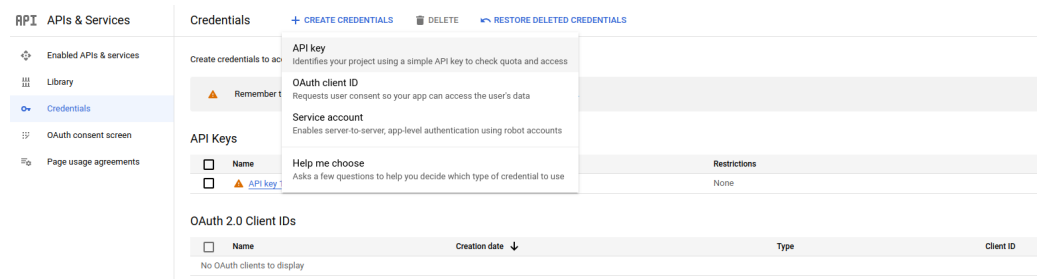 API APIs & Services
Enabled APIs & services
Library
Credentials
OAuth consent screen
Page usage agreements
Credentials
CREATE CREDENTIALS
DELETE
RESTORE DELETED CREDENTIALS
API key
Identifies your project using a simple API key to check quota and access
OAuth client ID
Requests user consent so your app can access the user's data
Service account
Enables server-to-server, app-level authentication using robot accounts
Help me choose
Asks a few questions to help you decide which type of credential to use
Create credentials to
Remember
API Keys
Name Restrictions
API key None
OAuth 2.0 Client IDs
Name Creation date Type Client ID
No OAuth clients to display